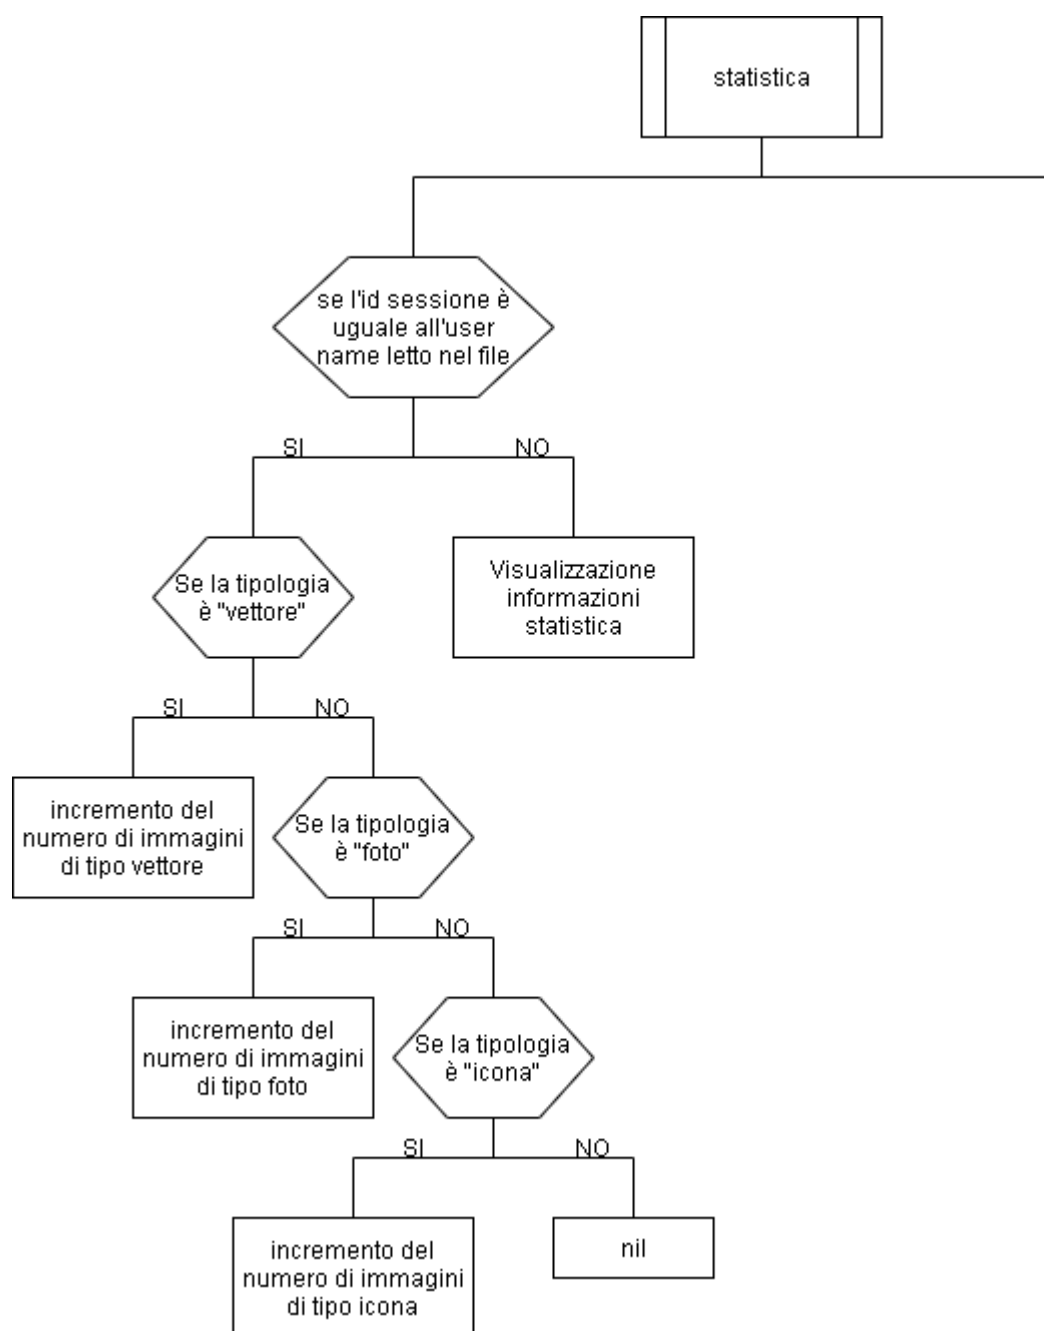 statistica
se l'id sessione è
uguale all'user
name letto nel file
SI
NO
Se la tipologia
è "vettore"
Visualizzazione
informazioni
statistica
SI
NO
incremento del
numero di immagini
di tipo vettore
Se la tipologia
è "foto"
SI
NO
incremento del
numero di immagini
di tipo foto
Se la tipologia
è "icona"
SI
NO
incremento del
numero di immagini
di tipo icona
nil